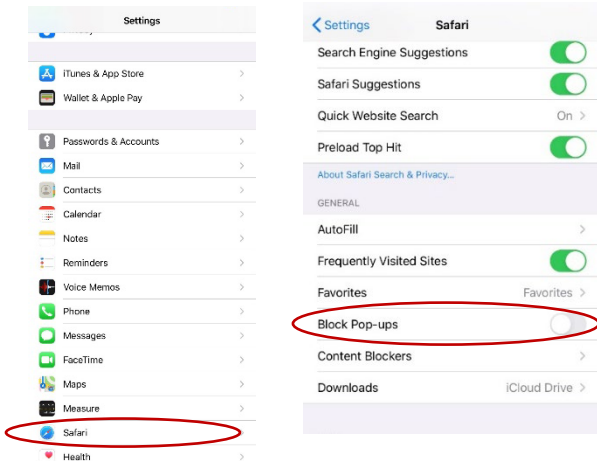 Settings
iTunes & App Store
Wallet & Apple Pay
Passwords & Accounts
Mail
Contacts
Calendar
Notes
Reminders
Voice Memos
Phone
Messages
FaceTime
Maps
Measure
Safari
Health
Settings Safari
Search Engine Suggestions
Safari Suggestions
Quick Website Search On
Preload Top Hit
About Safari Search & Privacy...
GENERAL
AutoFill
Frequently Visited Sites
Favorites Favorites
Block Pop-ups
Content Blockers
Downloads iCloud Drive